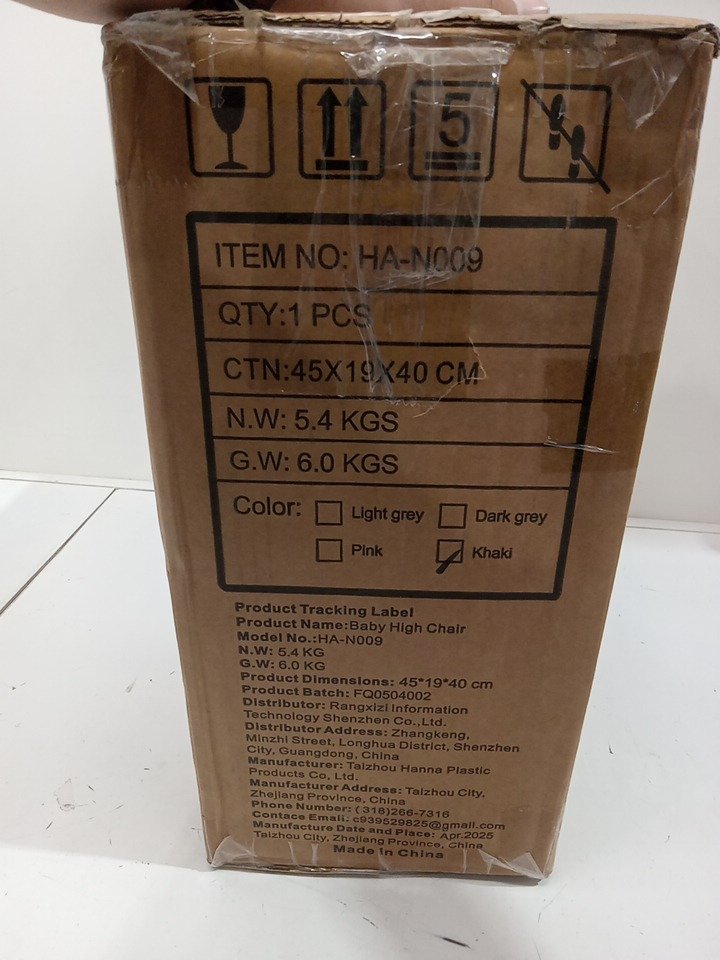 5
ITEM NO: HA-N009
QTY:1 PCS
CTN:45X19X40 CM
N.W: 5.4 KGS
G.W: 6.0 KGS
Color: Light grey Dark grey
Pink Khaki
Product Tracking Label
Product Name:Baby High Chair
Model No.:HA-N009
N.W: 5.4 KG
G.W: 6.0 KG
Product Dimensions: 45*19*40 cm
Product Batch: FQ0504002
Distributor: Rangxizi Information
Technology Shenzhen Co.,Ltd.
Distributor Address: Zhangkeng,
Minzhi Street, Longhua District, Shenzhen
City, Guangdong, China
Manufacturer: Taizhou Hanna Plastic
Products Co, Ltd.
Manufacturer Address: Taizhou City,
Zhejiang Province, China
Phone Number: (316)266-7316
Contace Email: c939529825@gmail.com
Manufacture Date and Place: Apr.2025
Taizhou City, Zhejiang Province, China
Made in China